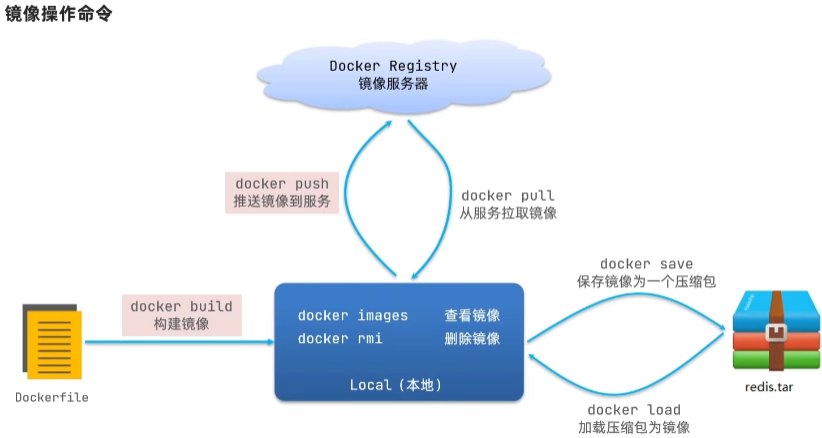 镜像操作命令
Docker Registry
镜像服务器
docker push
推送镜像到服务
docker pull
从服务拉取镜像
docker save
保存镜像为一个压缩包
docker build
构建镜像
docker images 查看镜像
docker rmi 删除镜像
Local（本地）
Dockerfile
redis.tar
docker load
加载压缩包为镜像